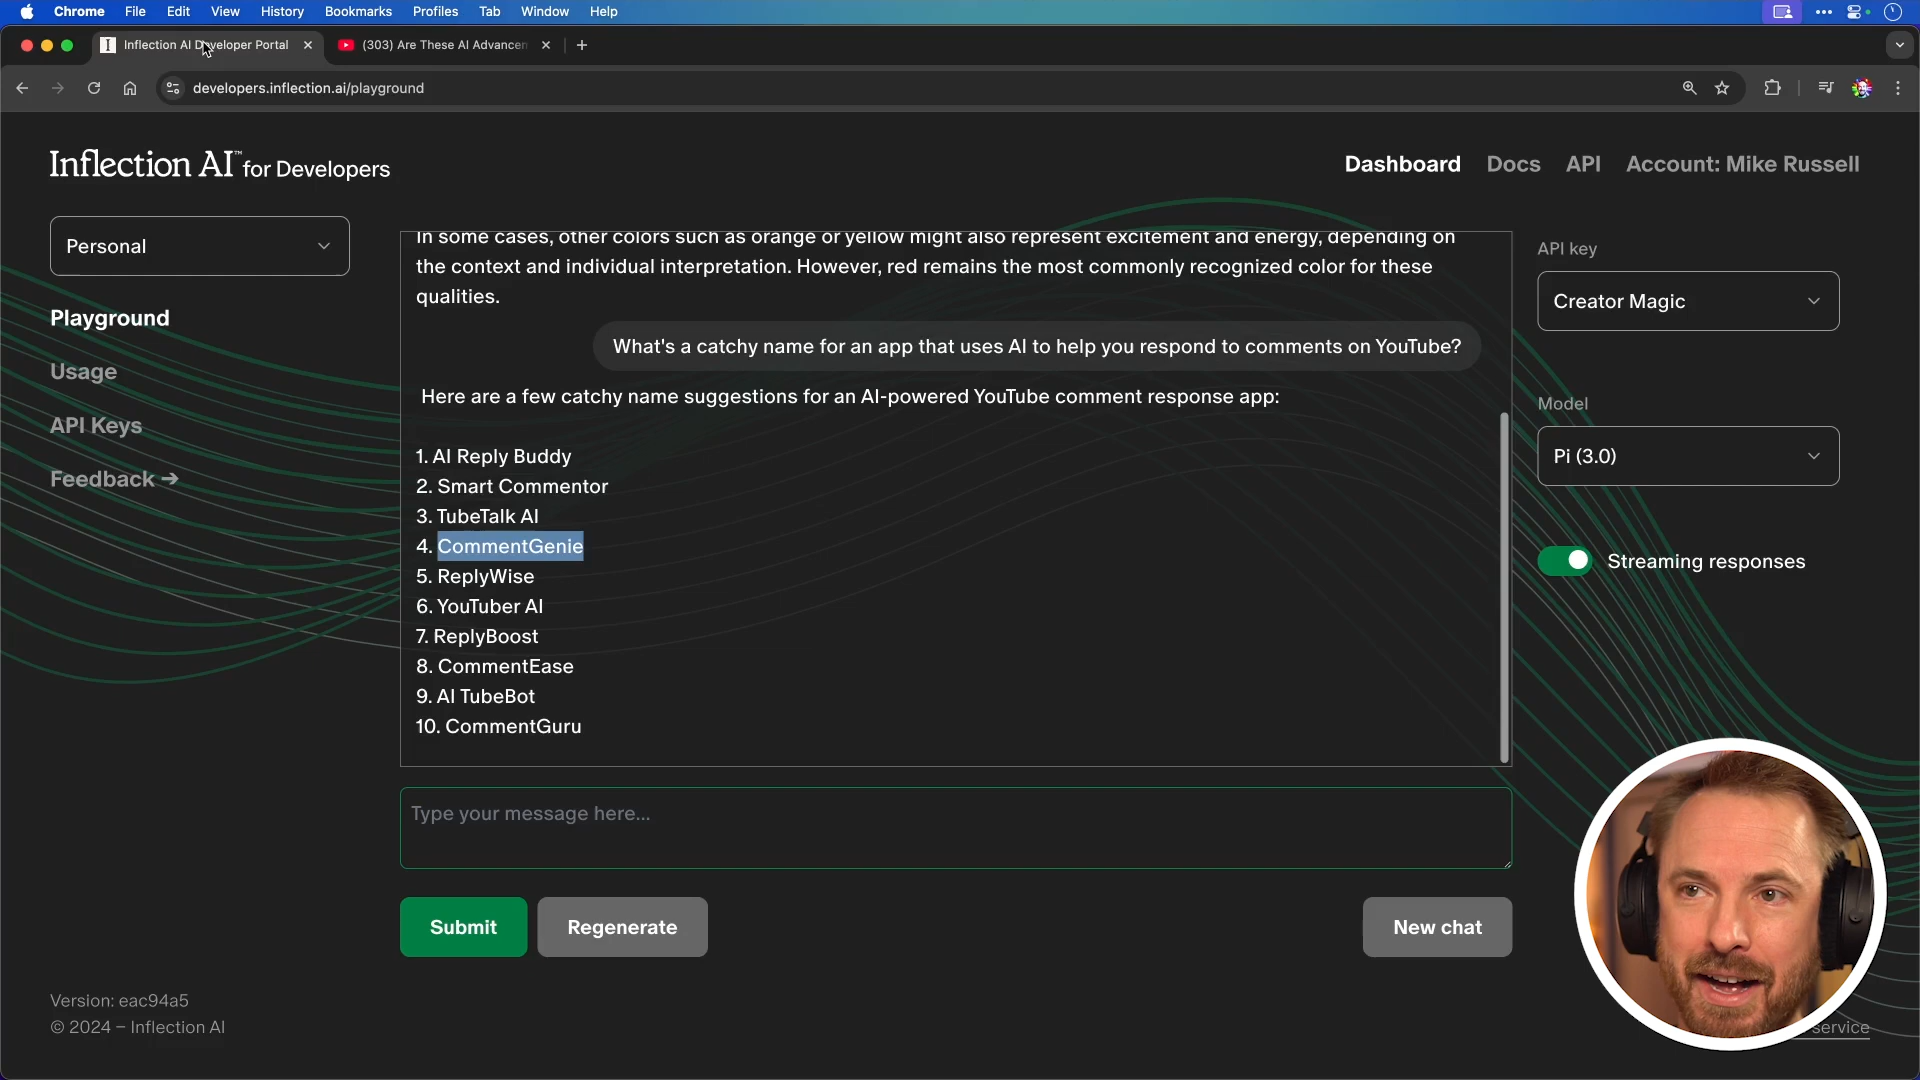 Chrome File Edit View History Bookmarks Profiles Tab Window Help
Inflection AI Developer Portal
(303) Are These AI Advancem
developers.inflection.ai/playground
Inflection AI™ for Developers
Dashboard Docs API Account: Mike Russell
Personal
Playground
Usage
API Keys
Feedback →
In some cases, other colors such as orange or yellow might also represent excitement and energy, depending on
the context and individual interpretation. However, red remains the most commonly recognized color for these
qualities.
What's a catchy name for an app that uses AI to help you respond to comments on YouTube?
Here are a few catchy name suggestions for an AI-powered YouTube comment response app:
1. AI Reply Buddy
2. Smart Commentor
3. TubeTalk AI
4. CommentGenie
5. ReplyWise
6. YouTuber AI
7. ReplyBoost
8. CommentEase
9. AI TubeBot
10. CommentGuru
API key
Creator Magic
Model
Pi (3.0)
Streaming responses
Type your message here...
Submit
Regenerate
New chat
Version: eac94a5
© 2024 – Inflection AI
service